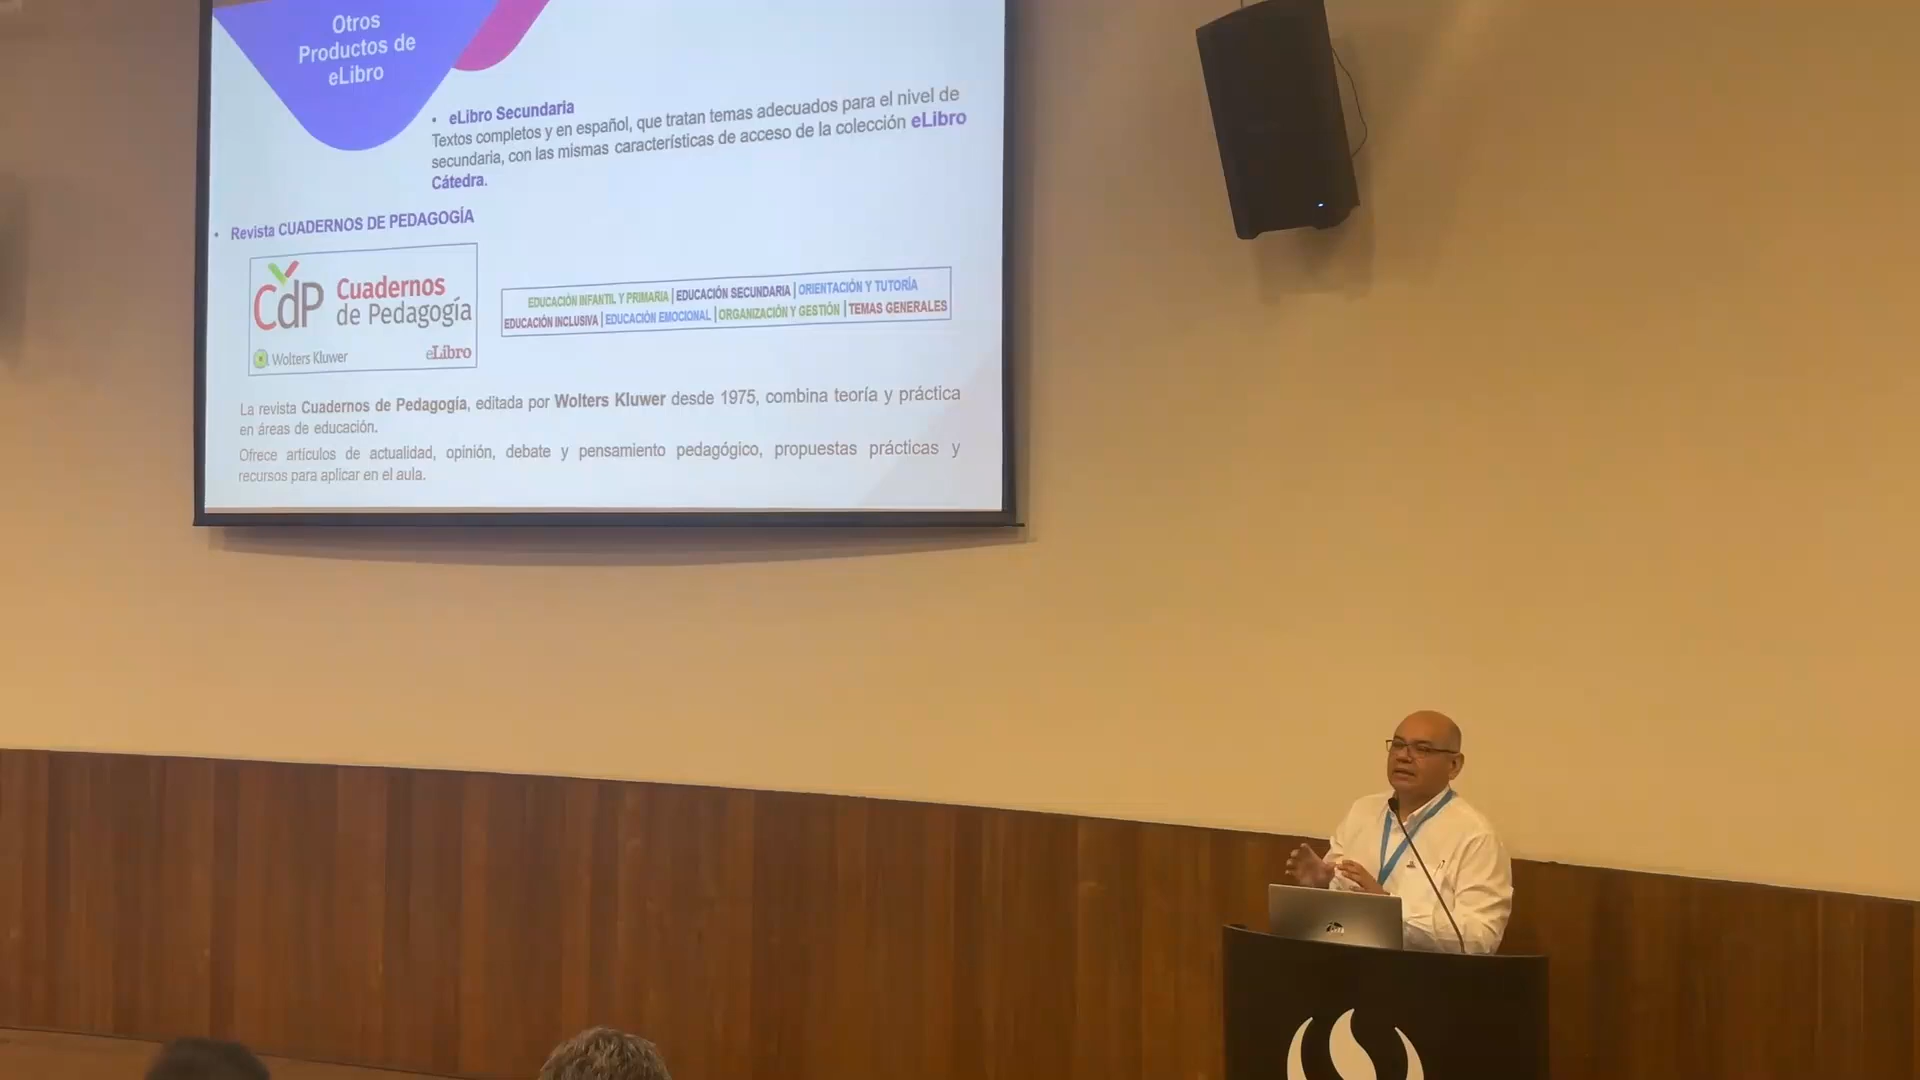 Otros
Productos de
eLibro
• eLibro Secundaria
Textos completos y en español, que tratan temas adecuados para el nivel de
secundaria, con las mismas características de acceso de la colección eLibro
Cátedra.
• Revista CUADERNOS DE PEDAGOGÍA
CdP Cuadernos
de Pedagogía
Wolters Kluwer eLibro
EDUCACIÓN INFANTIL Y PRIMARIA | EDUCACIÓN SECUNDARIA | ORIENTACIÓN Y TUTORÍA
EDUCACIÓN INCLUSIVA | EDUCACIÓN EMOCIONAL | ORGANIZACIÓN Y GESTIÓN | TEMAS GENERALES
La revista Cuadernos de Pedagogía, editada por Wolters Kluwer desde 1975, combina teoría y práctica
en áreas de educación.
Ofrece artículos de actualidad, opinión, debate y pensamiento pedagógico, propuestas prácticas y
recursos para aplicar en el aula.